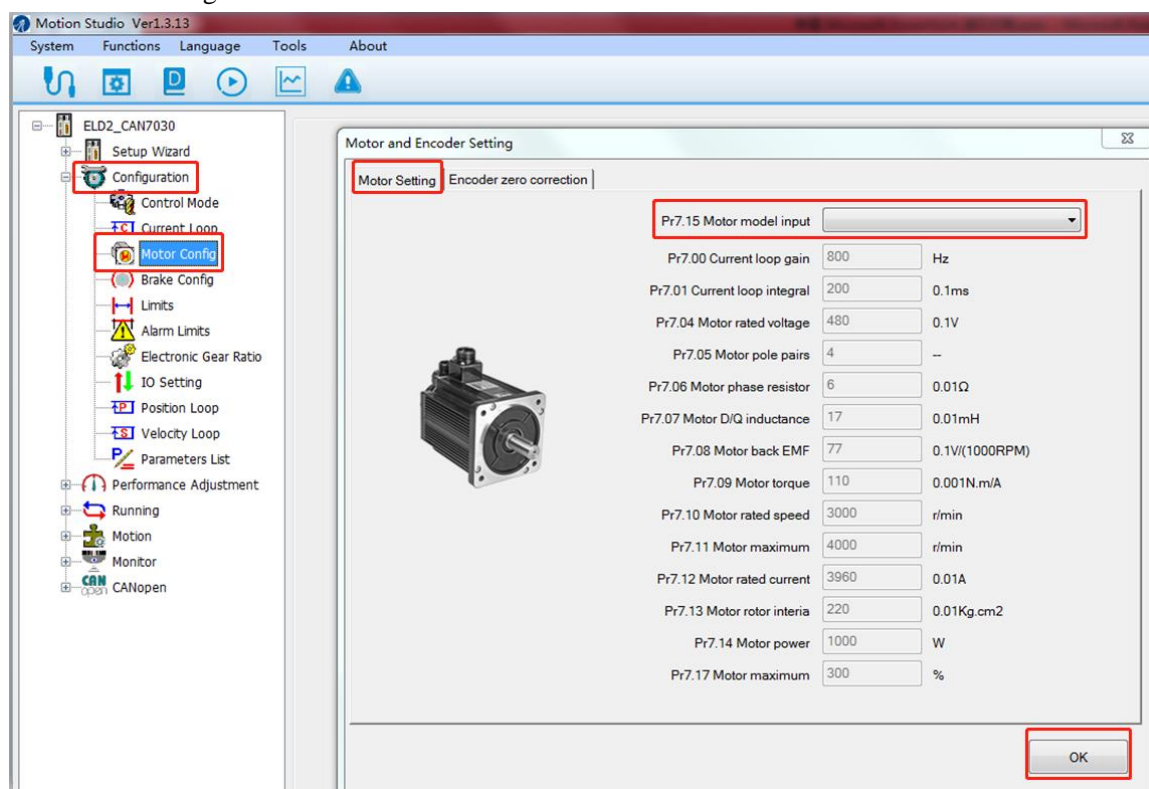 Motion Studio Ver1.3.13
System Functions Language Tools About
D
ELD2_CAN7030
Setup Wizard
Configuration
Control Mode
C Current Loop
Motor Config
Brake Config
Limits
Alarm Limits
Electronic Gear Ratio
IO Setting
P Position Loop
S Velocity Loop
P Parameters List
Performance Adjustment
Running
Motion
Monitor
CAN open CANopen
Motor and Encoder Setting
Motor Setting Encoder zero correction
Pr7.15 Motor model input
Pr7.00 Current loop gain 800 Hz
Pr7.01 Current loop integral 200 0.1ms
Pr7.04 Motor rated voltage 480 0.1V
Pr7.05 Motor pole pairs 4 --
Pr7.06 Motor phase resistor 6 0.01Ω
Pr7.07 Motor D/Q inductance 17 0.01mH
Pr7.08 Motor back EMF 77 0.1V/(1000RPM)
Pr7.09 Motor torque 110 0.001N.m/A
Pr7.10 Motor rated speed 3000 r/min
Pr7.11 Motor maximum 4000 r/min
Pr7.12 Motor rated current 3960 0.01A
Pr7.13 Motor rotor interia 220 0.01Kg.cm2
Pr7.14 Motor power 1000 W
Pr7.17 Motor maximum 300 %
OK